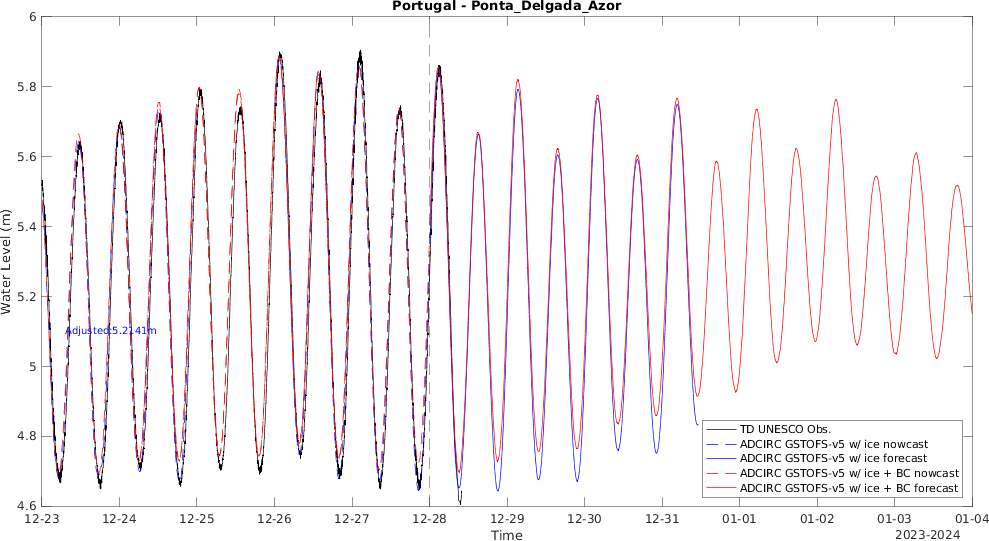 Portugal - Ponta_Delgada_Azor
6
5.8
5.6
5.4
5.2
5
4.8
4.6
Water Level (m)
Adjusted:5.2141m
TD UNESCO Obs.
ADCIRC GSTOFS-v5 w/ ice nowcast
ADCIRC GSTOFS-v5 w/ ice forecast
ADCIRC GSTOFS-v5 w/ ice + BC nowcast
ADCIRC GSTOFS-v5 w/ ice + BC forecast
12-23 12-24 12-25 12-26 12-27 12-28 12-29 12-30 12-31 01-01 01-02 01-03 01-04
Time
2023-2024